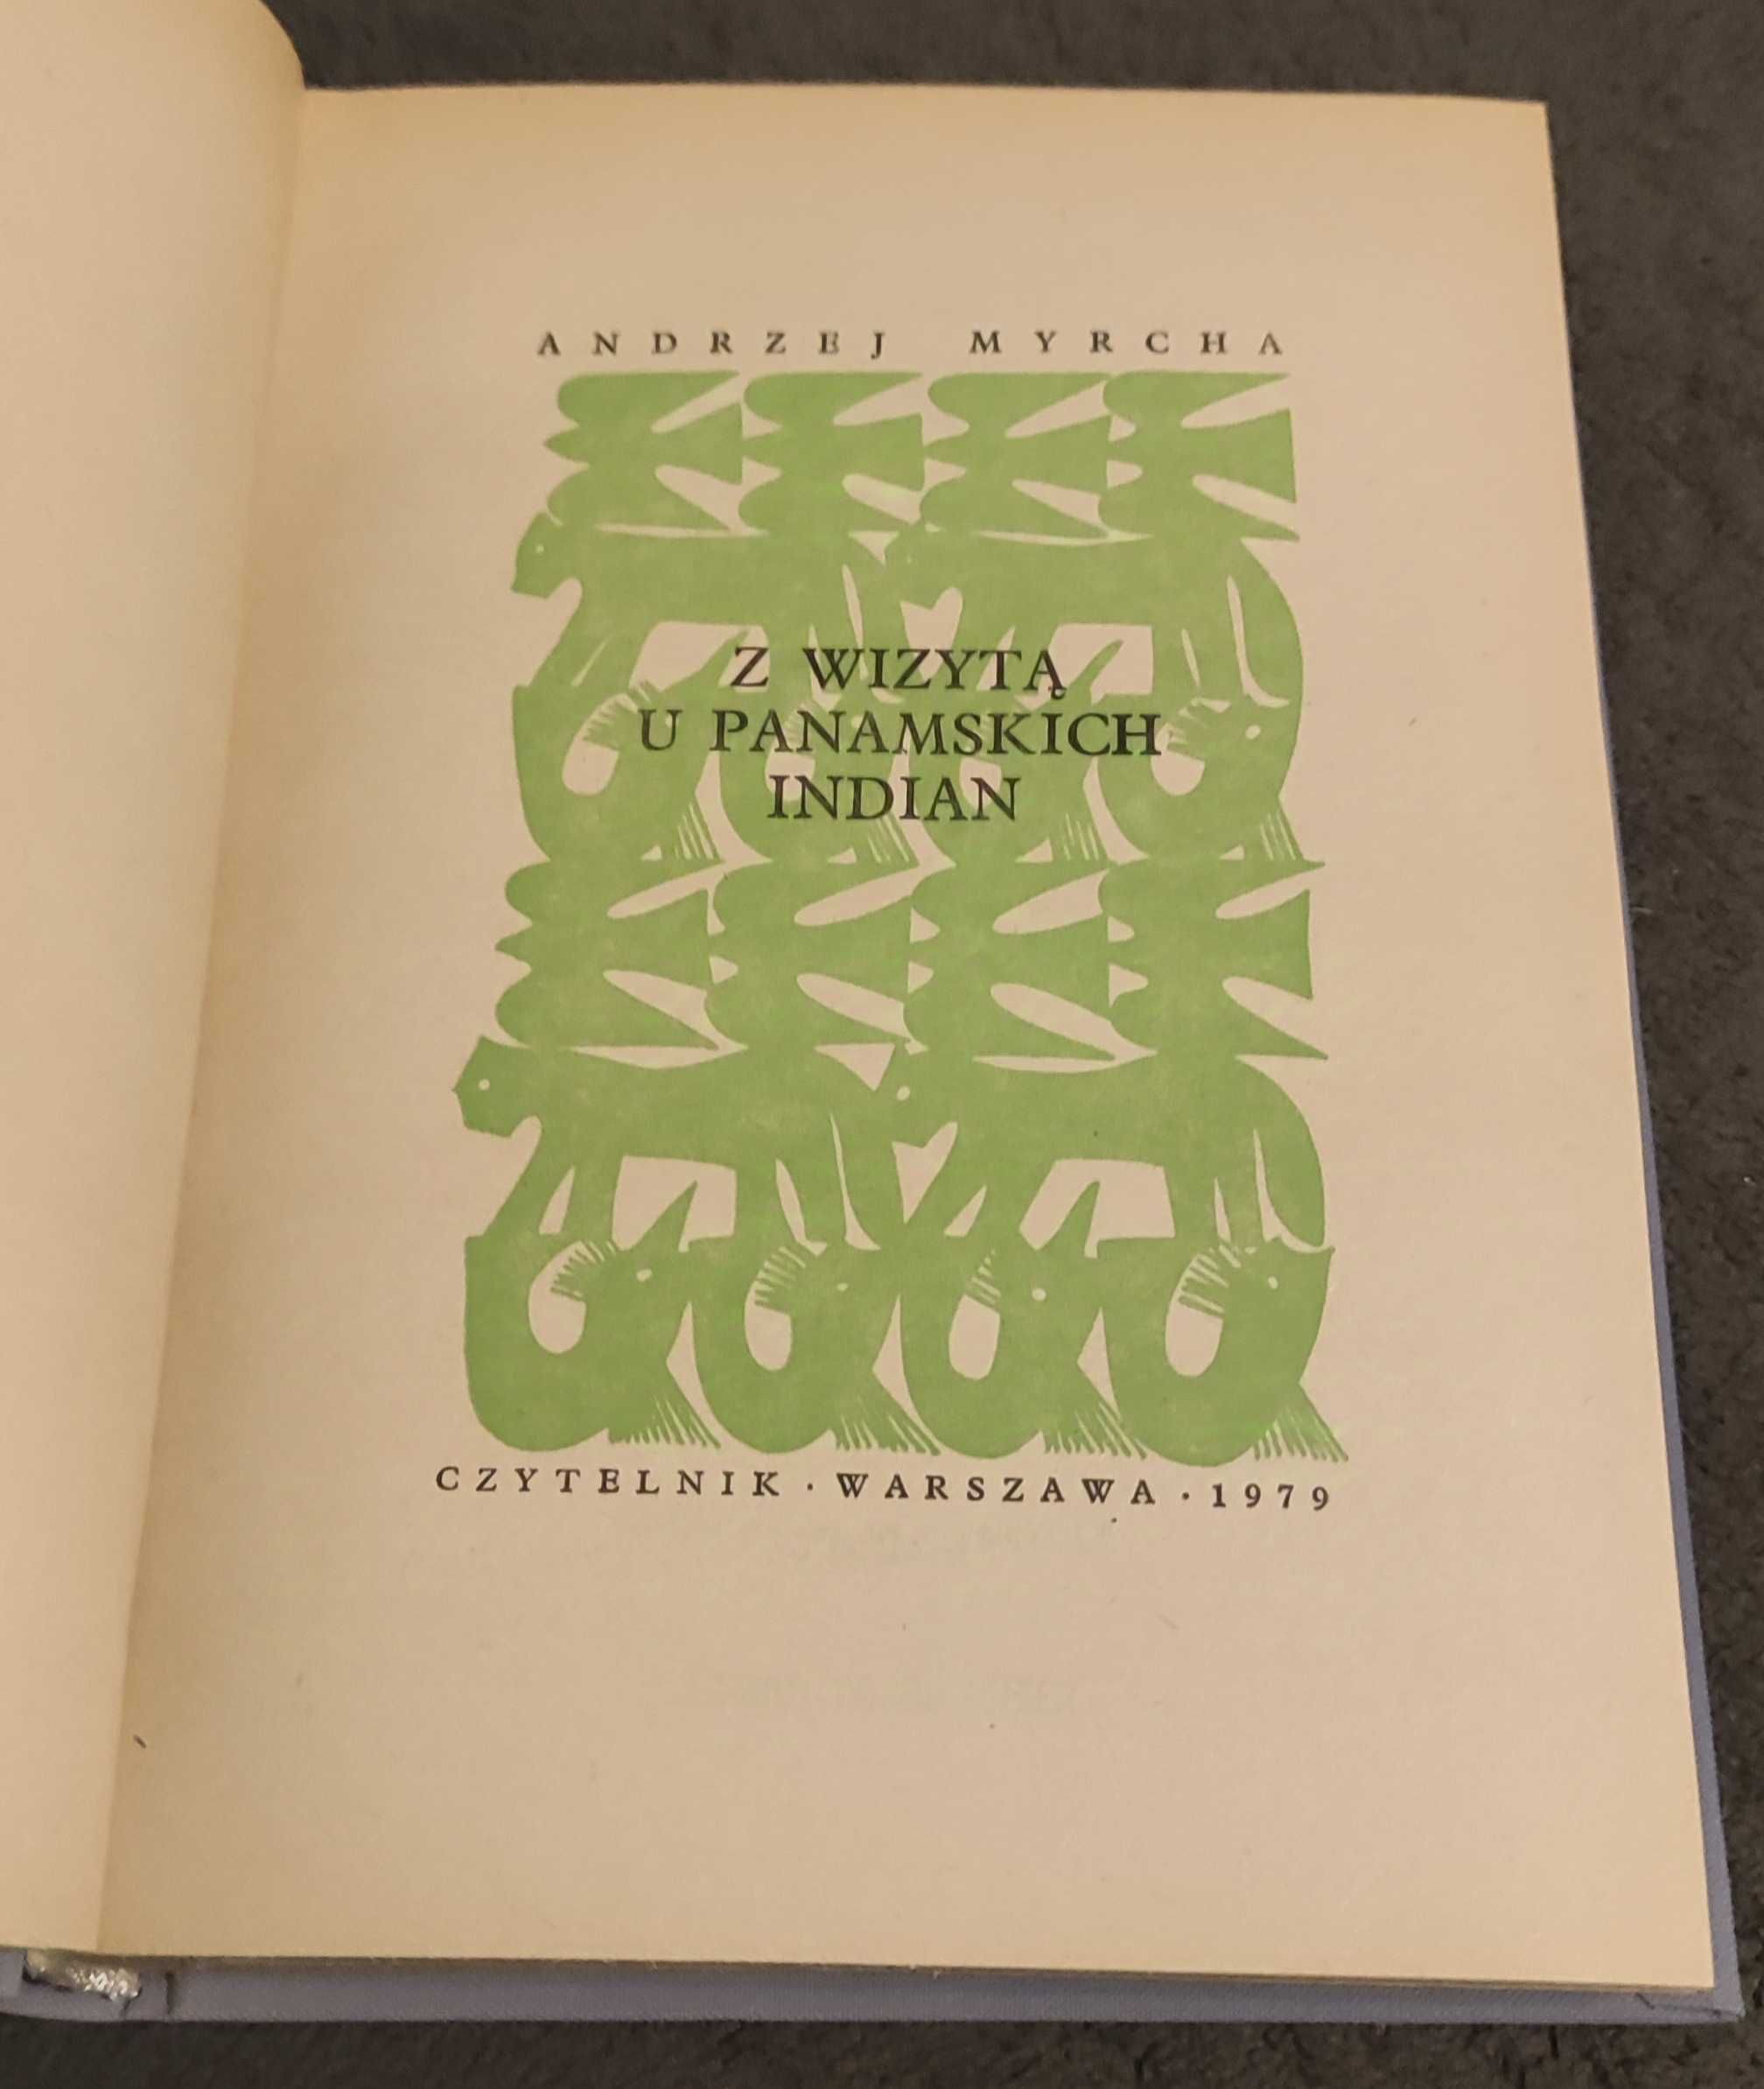 ANDRZEJ MYRCHA
Z WIZYTĄ
U PANAMSKICH
INDIAN
CZYTELNIK · WARSZAWA · 1979